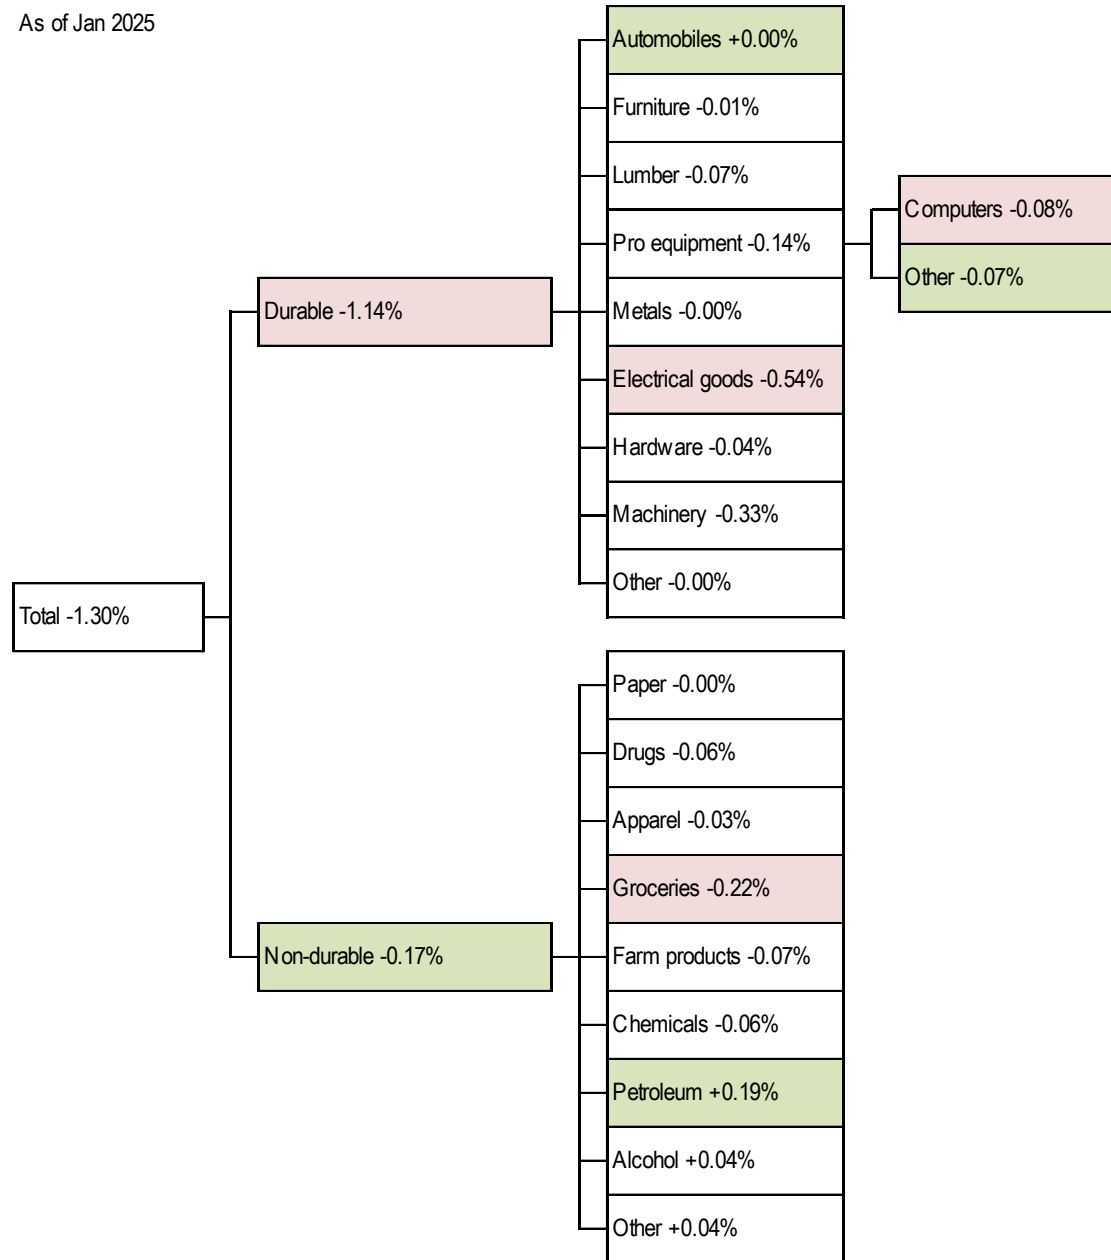 As of Jan 2025
Automobiles +0.00%
Furniture -0.01%
Lumber -0.07%
Pro equipment -0.14%
Computers -0.08%
Other -0.07%
Durable -1.14%
Metals -0.00%
Electrical goods -0.54%
Hardware -0.04%
Machinery -0.33%
Other -0.00%
Total -1.30%
Paper -0.00%
Drugs -0.06%
Apparel -0.03%
Groceries -0.22%
Non-durable -0.17%
Farm products -0.07%
Chemicals -0.06%
Petroleum +0.19%
Alcohol +0.04%
Other +0.04%